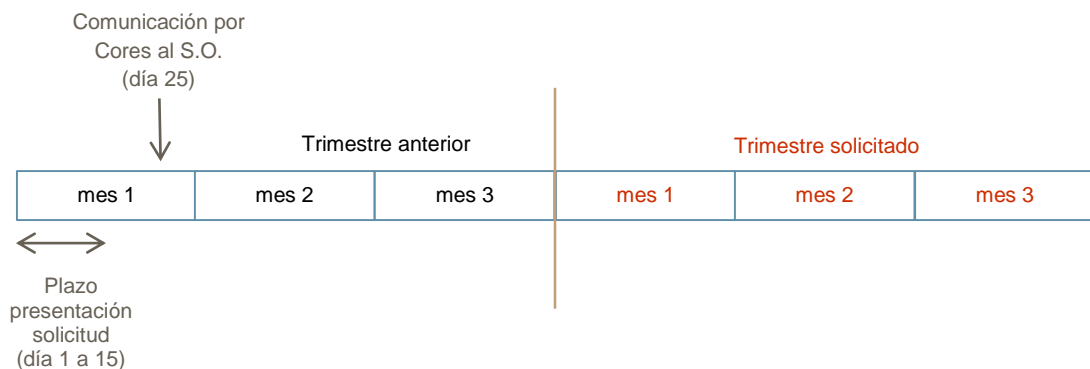 Comunicación por
Cores al S.O.
(día 25)
Trimestre anterior
Trimestre solicitado
mes 1
mes 2
mes 3
mes 1
mes 2
mes 3
Plazo
presentación
solicitud
(día 1 a 15)